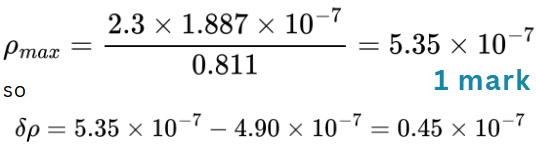 ρmax = 2.3 × 1.887 × 10⁻⁷ / 0.811 = 5.35 × 10⁻⁷
1 mark
so
δρ = 5.35 × 10⁻⁷ − 4.90 × 10⁻⁷ = 0.45 × 10⁻⁷